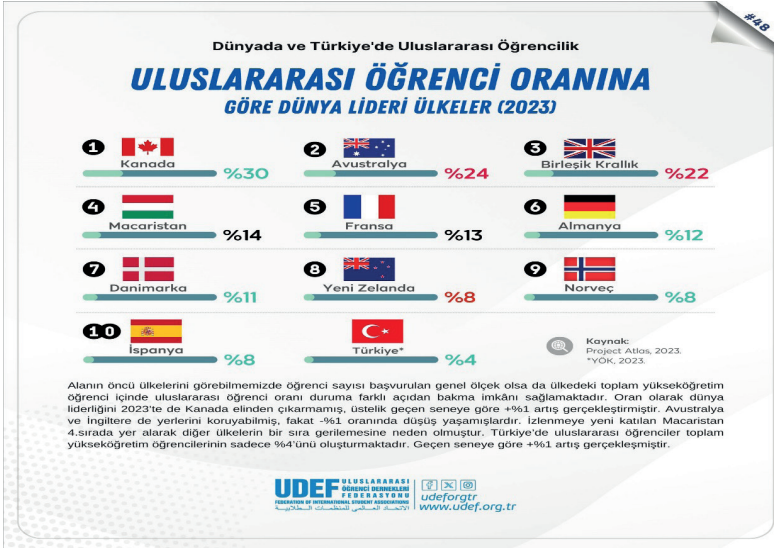 #48
Dünyada ve Türkiye'de Uluslararası Öğrencilik
ULUSLARARASI ÖĞRENCİ ORANINA
GÖRE DÜNYA LİDERİ ÜLKELER (2023)
1
Kanada
%30
2
Avustralya
%24
3
Birleşik Krallık
%22
4
Macaristan
%14
5
Fransa
%13
6
Almanya
%12
7
Danimarka
%11
8
Yeni Zelanda
%8
9
Norveç
%8
10
İspanya
%8
Türkiye*
%4
Kaynak:
Project Atlas, 2023.
*YÖK, 2023.
Alanın öncü ülkelerini görebilmemizde öğrenci sayısı başvurulan genel ölçek olsa da ülkedeki toplam yükseköğretim
öğrenci içinde uluslararası öğrenci oranı duruma farklı açıdan bakma imkânı sağlamaktadır. Oran olarak dünya
liderliğini 2023'te de Kanada elinden çıkarmamış, üstelik geçen seneye göre +%1 artış gerçekleştirmiştir. Avustralya
ve İngiltere de yerlerini koruyabilmiş, fakat -%1 oranında düşüş yaşamışlardır. İzlenmeye yeni katılan Macaristan
4.sırada yer alarak diğer ülkelerin bir sıra gerilemesine neden olmuştur. Türkiye'de uluslararası öğrenciler toplam
yükseköğretim öğrencilerinin sadece %4'ünü oluşturmaktadır. Geçen seneye göre +%1 artış gerçekleşmiştir.
UDEF
ULUSLARARASI
ÖĞRENCİ DERNEKLERİ
FEDERASYONU
FEDERATION OF INTERNATIONAL STUDENT ASSOCIATIONS
الاتحاد العالمي للمنظمات الطلابية
udeforgtr
www.udef.org.tr